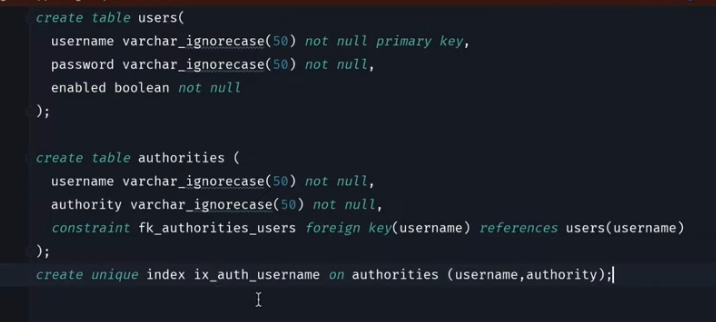 create table users(
  username varchar_ignorecase(50) not null primary key,
  password varchar_ignorecase(50) not null,
  enabled boolean not null
);

create table authorities (
  username varchar_ignorecase(50) not null,
  authority varchar_ignorecase(50) not null,
  constraint fk_authorities_users foreign key(username) references users(username)
);
create unique index ix_auth_username on authorities (username,authority);